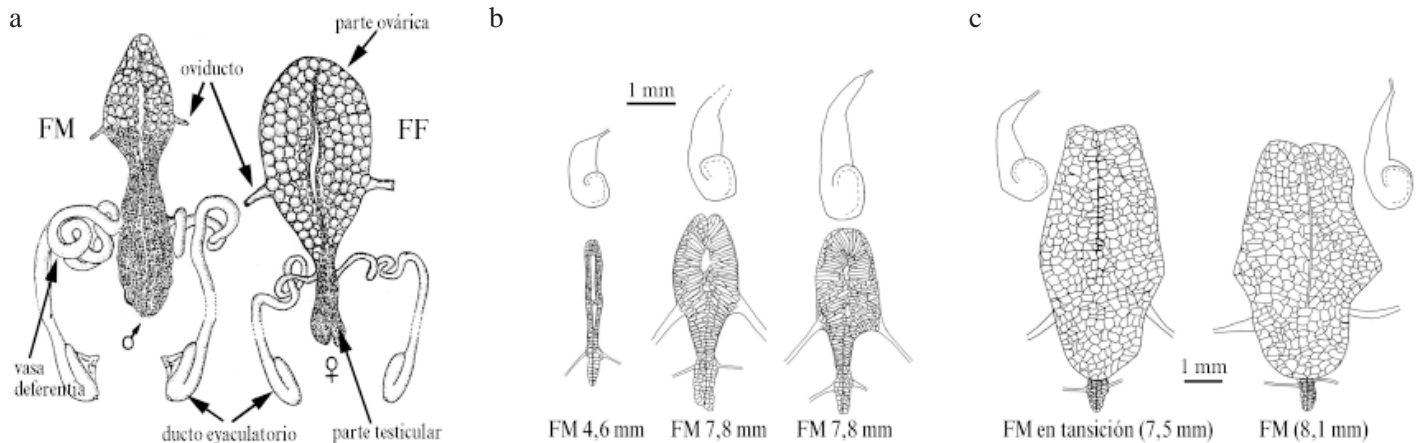 a
parte ovárica
oviducto
FM
FF
♂
♀
vasa
deferentia
ducto eyaculatorio
parte testicular
b
1 mm
FM 4,6 mm
FM 7,8 mm
FM 7,8 mm
c
1 mm
FM en tansición (7,5 mm)
FM (8,1 mm)